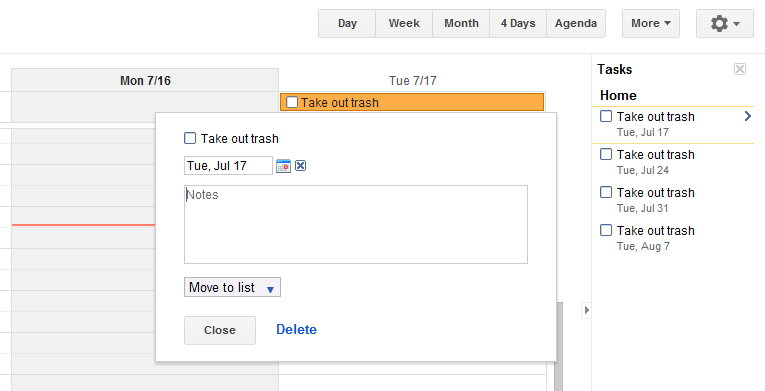 Day Week Month 4 Days Agenda More
Tasks
Mon 7/16 Tue 7/17
Home
Take out trash
Take out trash
Tue, Jul 17
Take out trash
Tue, Jul 17
Notes
Move to list
Close Delete
Take out trash
Tue, Jul 24
Take out trash
Tue, Jul 31
Take out trash
Tue, Aug 7